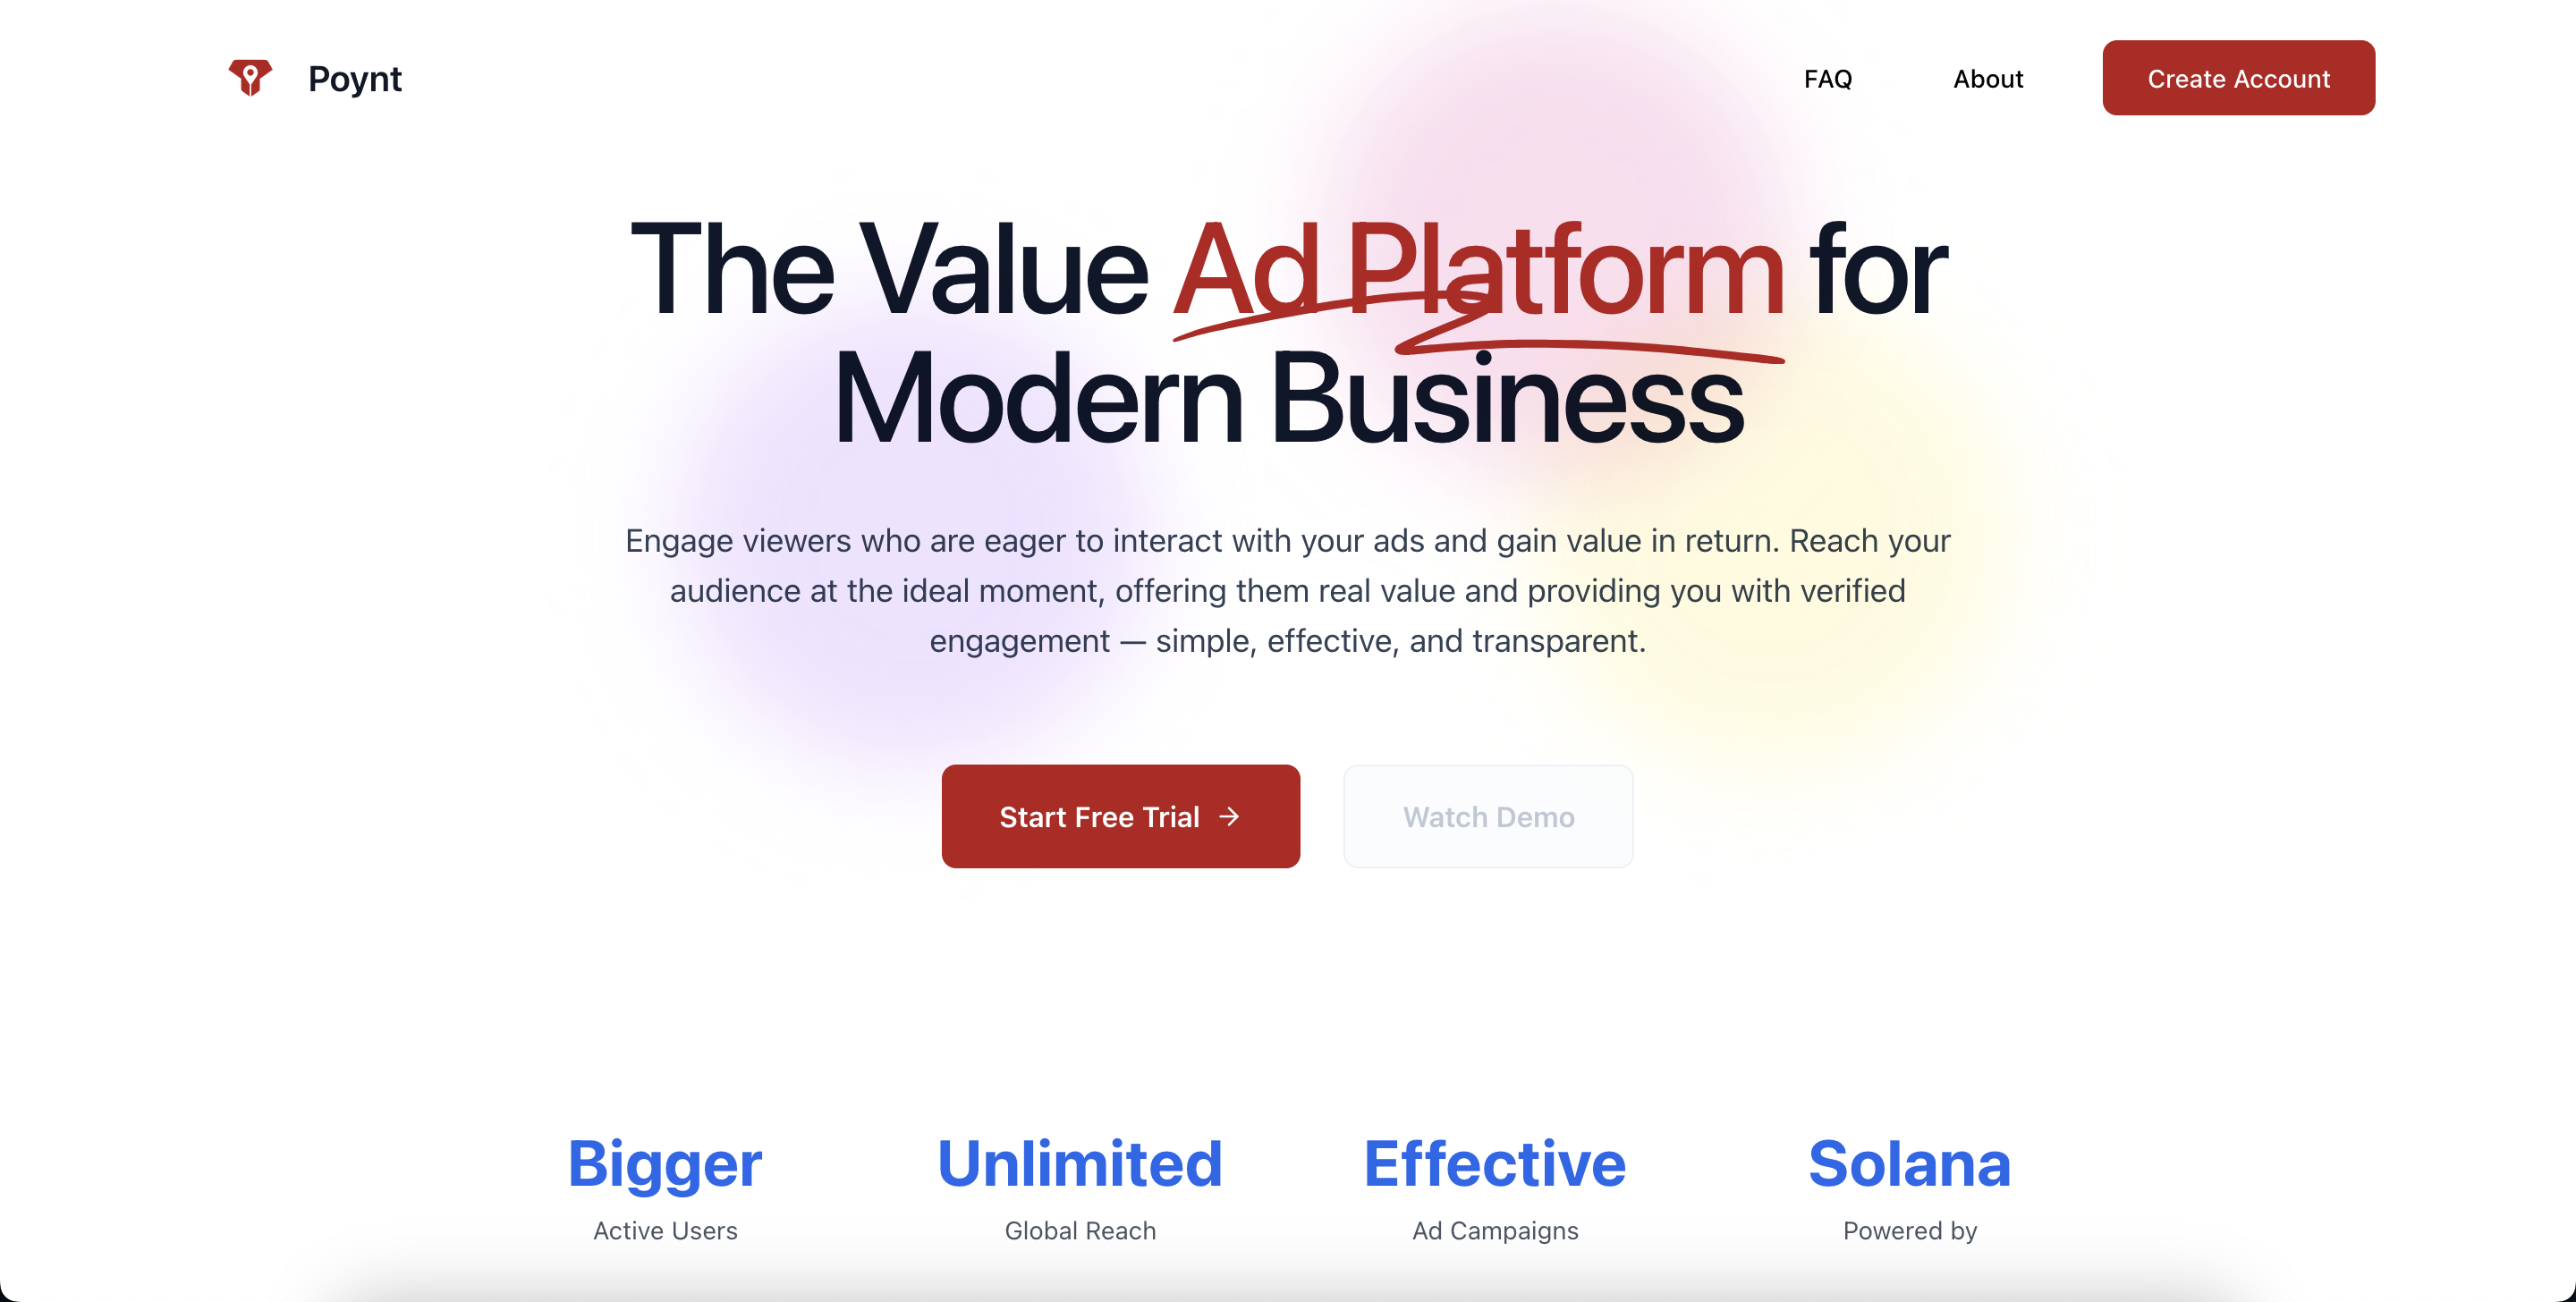 Poynt
FAQ
About
Create Account
The Value Ad Platform for
Modern Business
Engage viewers who are eager to interact with your ads and gain value in return. Reach your
audience at the ideal moment, offering them real value and providing you with verified
engagement — simple, effective, and transparent.
Start Free Trial →
Watch Demo
Bigger
Active Users
Unlimited
Global Reach
Effective
Ad Campaigns
Solana
Powered by